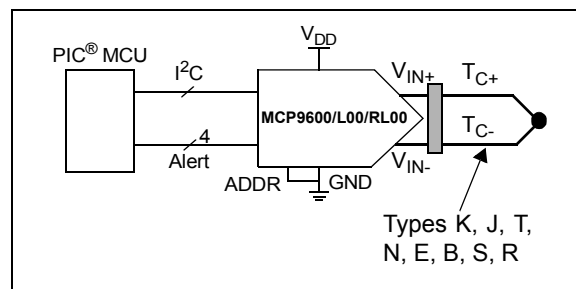 PIC® MCU
I²C
4
Alert
VDD
MCP9600/L00/RL00
ADDR
GND
VIN+
VIN-
TC+
TC-
Types K, J, T,
N, E, B, S, R